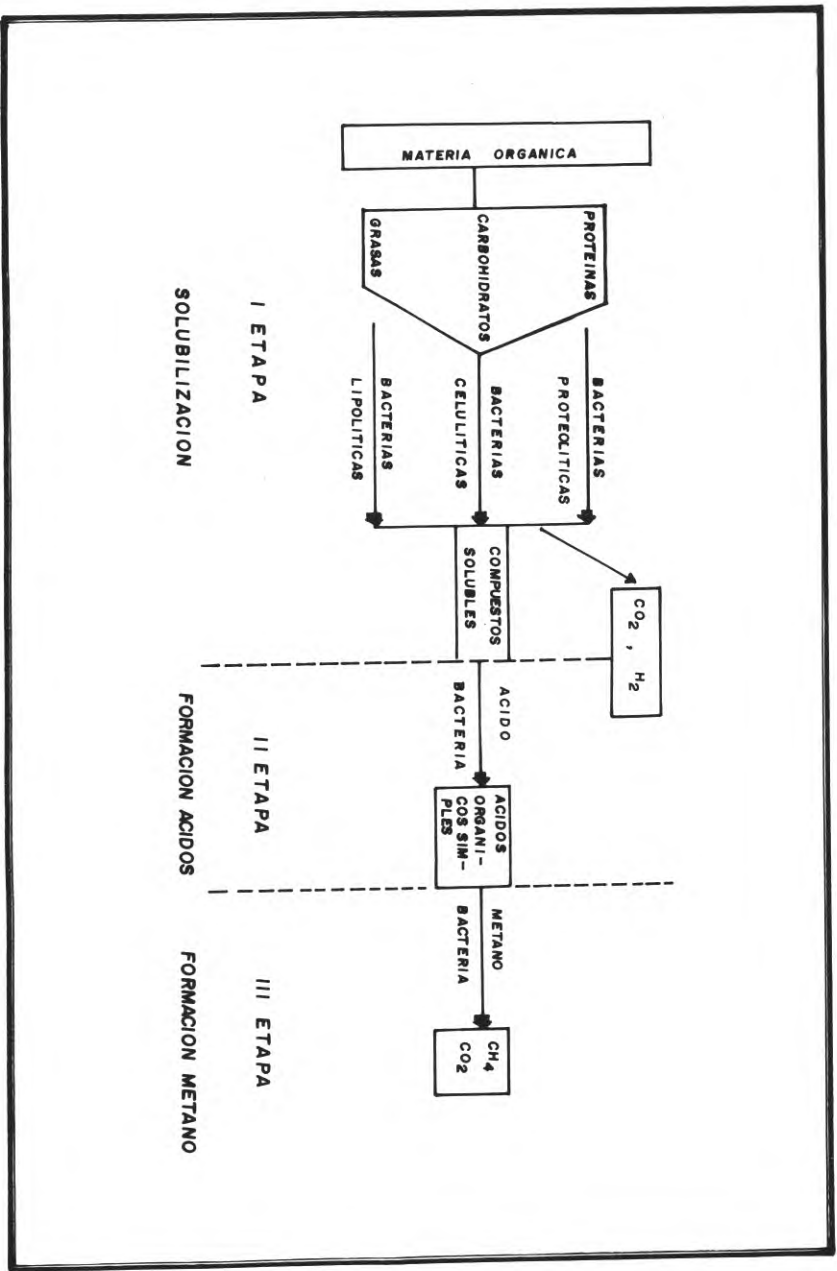 MATERIA ORGANICA
PROTEINAS
CARBOHIDRATOS
GRASAS
BACTERIAS
PROTEOLITICAS
BACTERIAS
CELULITICAS
BACTERIAS
LIPOLITICAS
CO2 , H2
COMPUESTOS
SOLUBLES
ACIDO
BACTERIA
ACIDOS
ORGANI-
COS SIM-
PLES
METANO
BACTERIA
CH4
CO2
I ETAPA
II ETAPA
III ETAPA
SOLUBILIZACION
FORMACION ACIDOS
FORMACION METANO